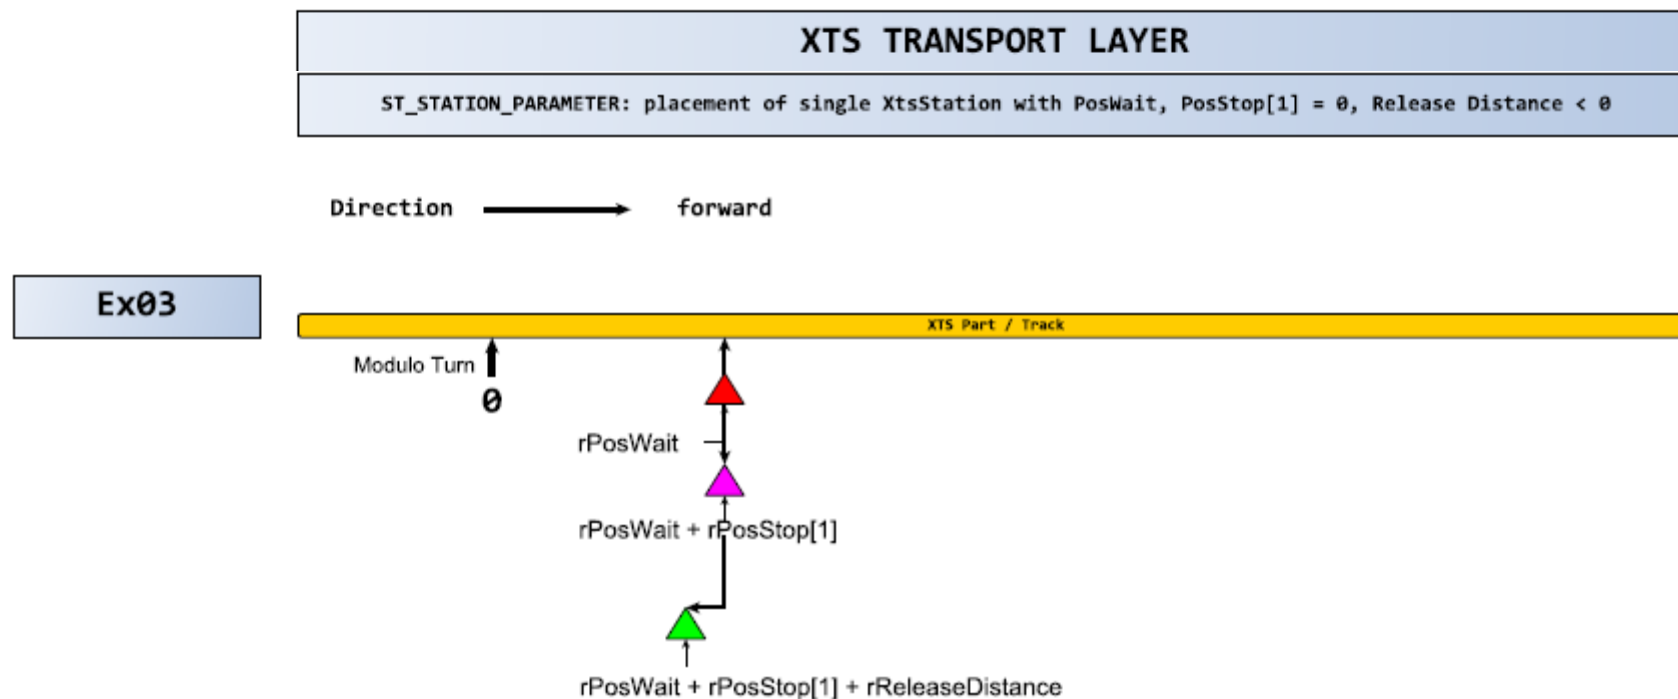 XTS TRANSPORT LAYER
ST_STATION_PARAMETER: placement of single XtsStation with PosWait, PosStop[1] = 0, Release Distance < 0
Direction forward
Ex03
XTS Part / Track
Modulo Turn
0
rPosWait
rPosWait + rPosStop[1]
rPosWait + rPosStop[1] + rReleaseDistance